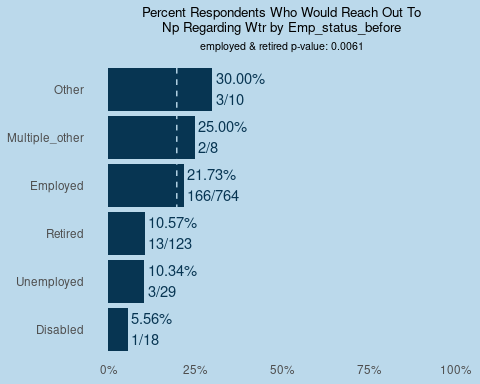 Percent Respondents Who Would Reach Out To
Np Regarding Wtr by Emp_status_before
employed & retired p-value: 0.0061
Other
30.00%
3/10
Multiple_other
25.00%
2/8
Employed
21.73%
166/764
Retired
10.57%
13/123
Unemployed
10.34%
3/29
Disabled
5.56%
1/18
0% 25% 50% 75% 100%